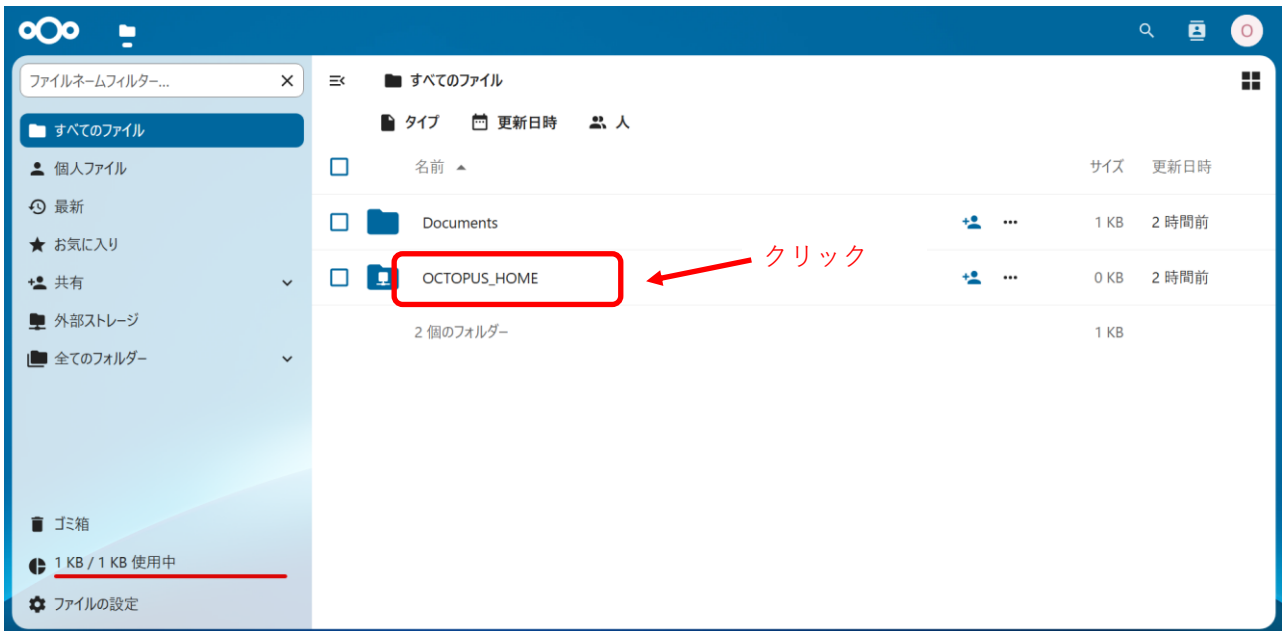 O
ファイルネームフィルター...
すべてのファイル
個人ファイル
最新
お気に入り
共有
外部ストレージ
全てのフォルダー
ゴミ箱
1 KB / 1 KB 使用中
ファイルの設定
すべてのファイル
タイプ 更新日時 人
名前 サイズ 更新日時
Documents 1 KB 2 時間前
クリック
OCTOPUS_HOME 0 KB 2 時間前
2 個のフォルダー 1 KB